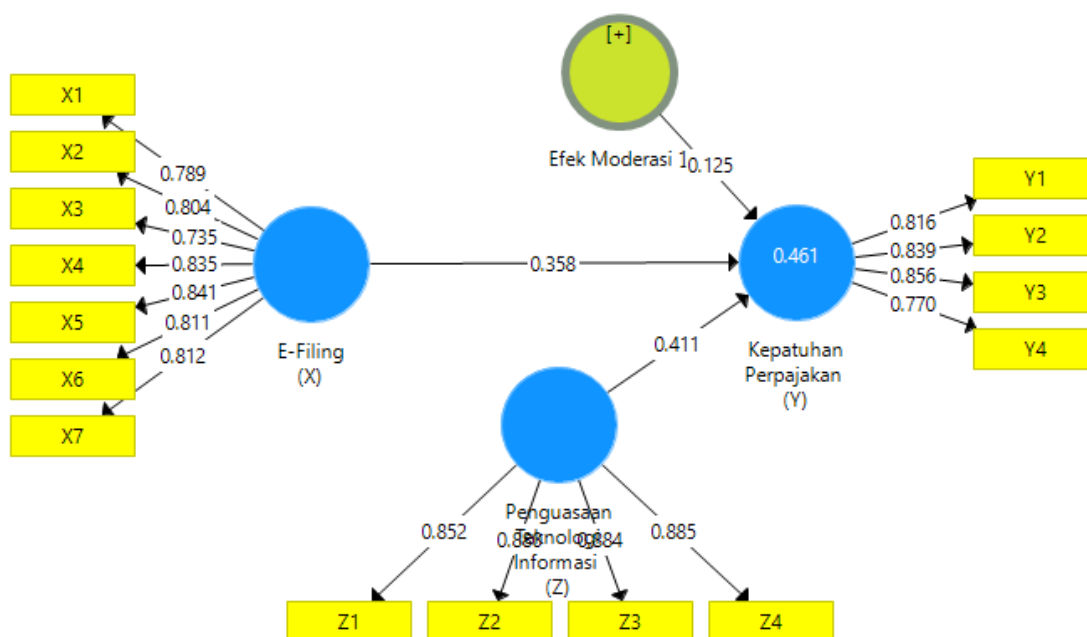 [+]
Efek Moderasi 1
0.125
X1
X2
X3
X4
X5
X6
X7
0.789
0.804
0.735
0.835
0.841
0.811
0.812
E-Filing
(X)
0.358
0.461
Kepatuhan
Perpajakan
(Y)
0.816
0.839
0.856
0.770
Y1
Y2
Y3
Y4
0.411
Penguasaan
Teknologi
Informasi
(Z)
0.852
0.884
0.885
Z1
Z2
Z3
Z4